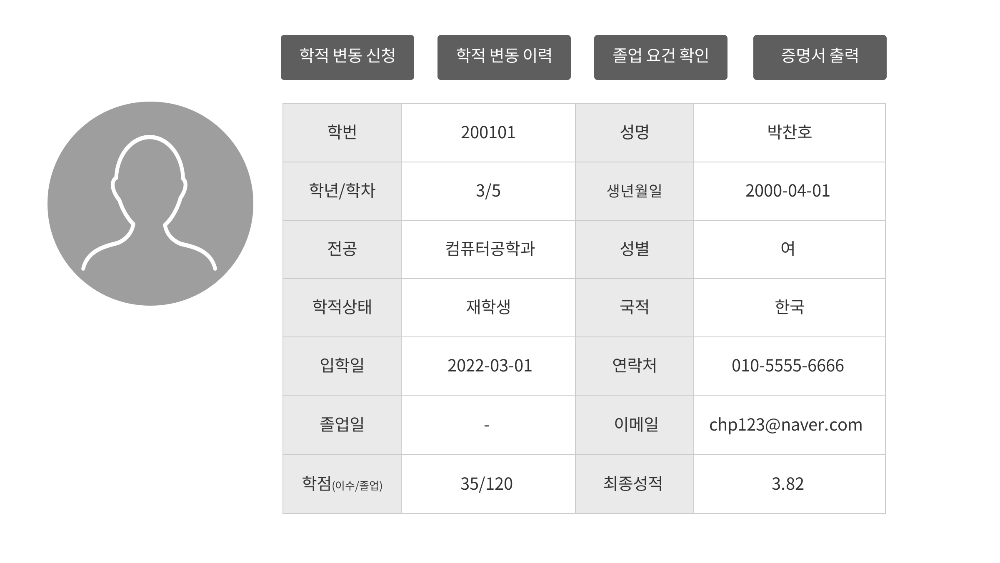 학적 변동 신청 학적 변동 이력 졸업 요건 확인 증명서 출력
학번 200101 성명 박찬호
학년/학차 3/5 생년월일 2000-04-01
전공 컴퓨터공학과 성별 여
학적상태 재학생 국적 한국
입학일 2022-03-01 연락처 010-5555-6666
졸업일 - 이메일 chp123@naver.com
학점(이수/졸업) 35/120 최종성적 3.82